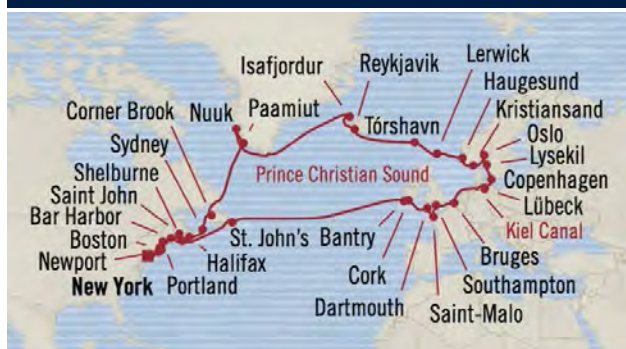 Isafjordur
Reykjavik
Lerwick
Haugesund
Corner Brook
Nuuk
Paamiut
Tórshavn
Kristiansand
Oslo
Sydney
Lysekil
Shelburne
Prince Christian Sound
Copenhagen
Saint John
Lübeck
Bar Harbor
Kiel Canal
Boston
St. John's
Bantry
Newport
Halifax
Bruges
New York
Portland
Cork
Southampton
Dartmouth
Saint-Malo